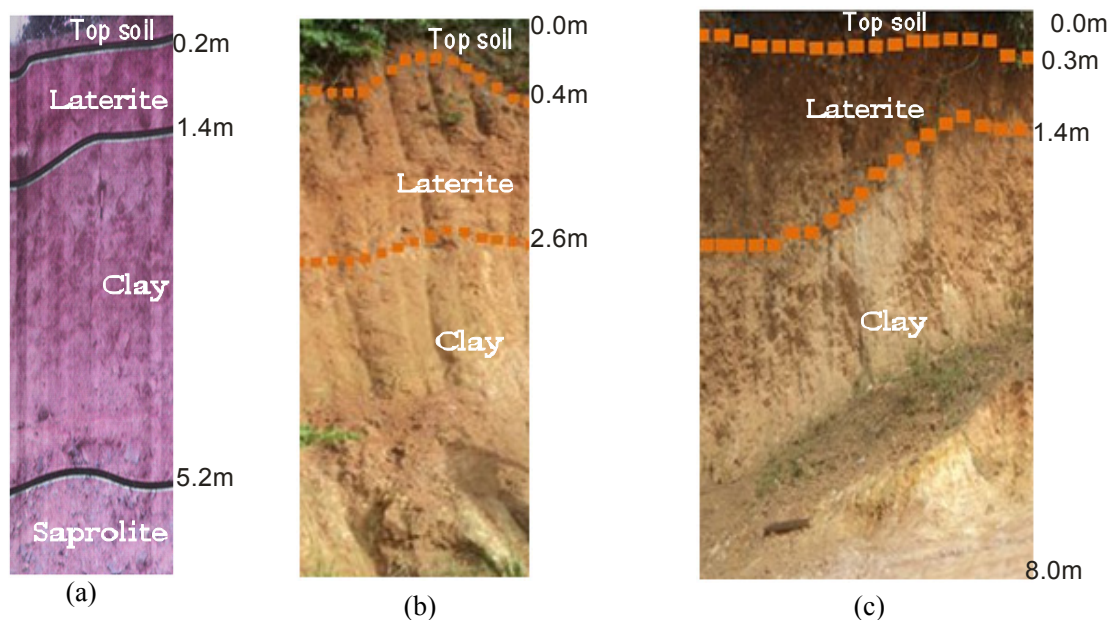 Top soil
0.2m
Laterite
1.4m
Clay
5.2m
Saprolite
(a)
Top soil
0.0m
0.4m
Laterite
2.6m
Clay
(b)
Top soil
0.0m
0.3m
Laterite
1.4m
Clay
8.0m
(c)